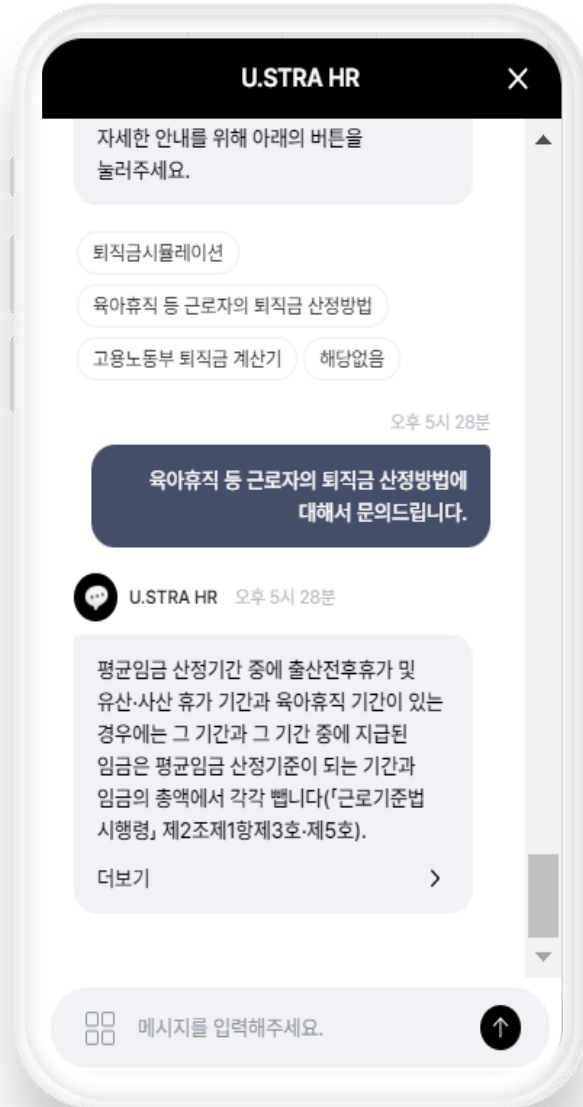 U.STRA HR
자세한 안내를 위해 아래의 버튼을
눌러주세요.
퇴직금시뮬레이션
육아휴직 등 근로자의 퇴직금 산정방법
고용노동부 퇴직금 계산기 해당없음
오후 5시 28분
육아휴직 등 근로자의 퇴직금 산정방법에
대해서 문의드립니다.
U.STRA HR 오후 5시 28분
평균임금 산정기간 중에 출산전후휴가 및
유산·사산 휴가 기간과 육아휴직 기간이 있는
경우에는 그 기간과 그 기간 중에 지급된
임금은 평균임금 산정기준이 되는 기간과
임금의 총액에서 각각 뺍니다(「근로기준법
시행령」 제2조제1항제3호·제5호).
더보기
메시지를 입력해주세요.